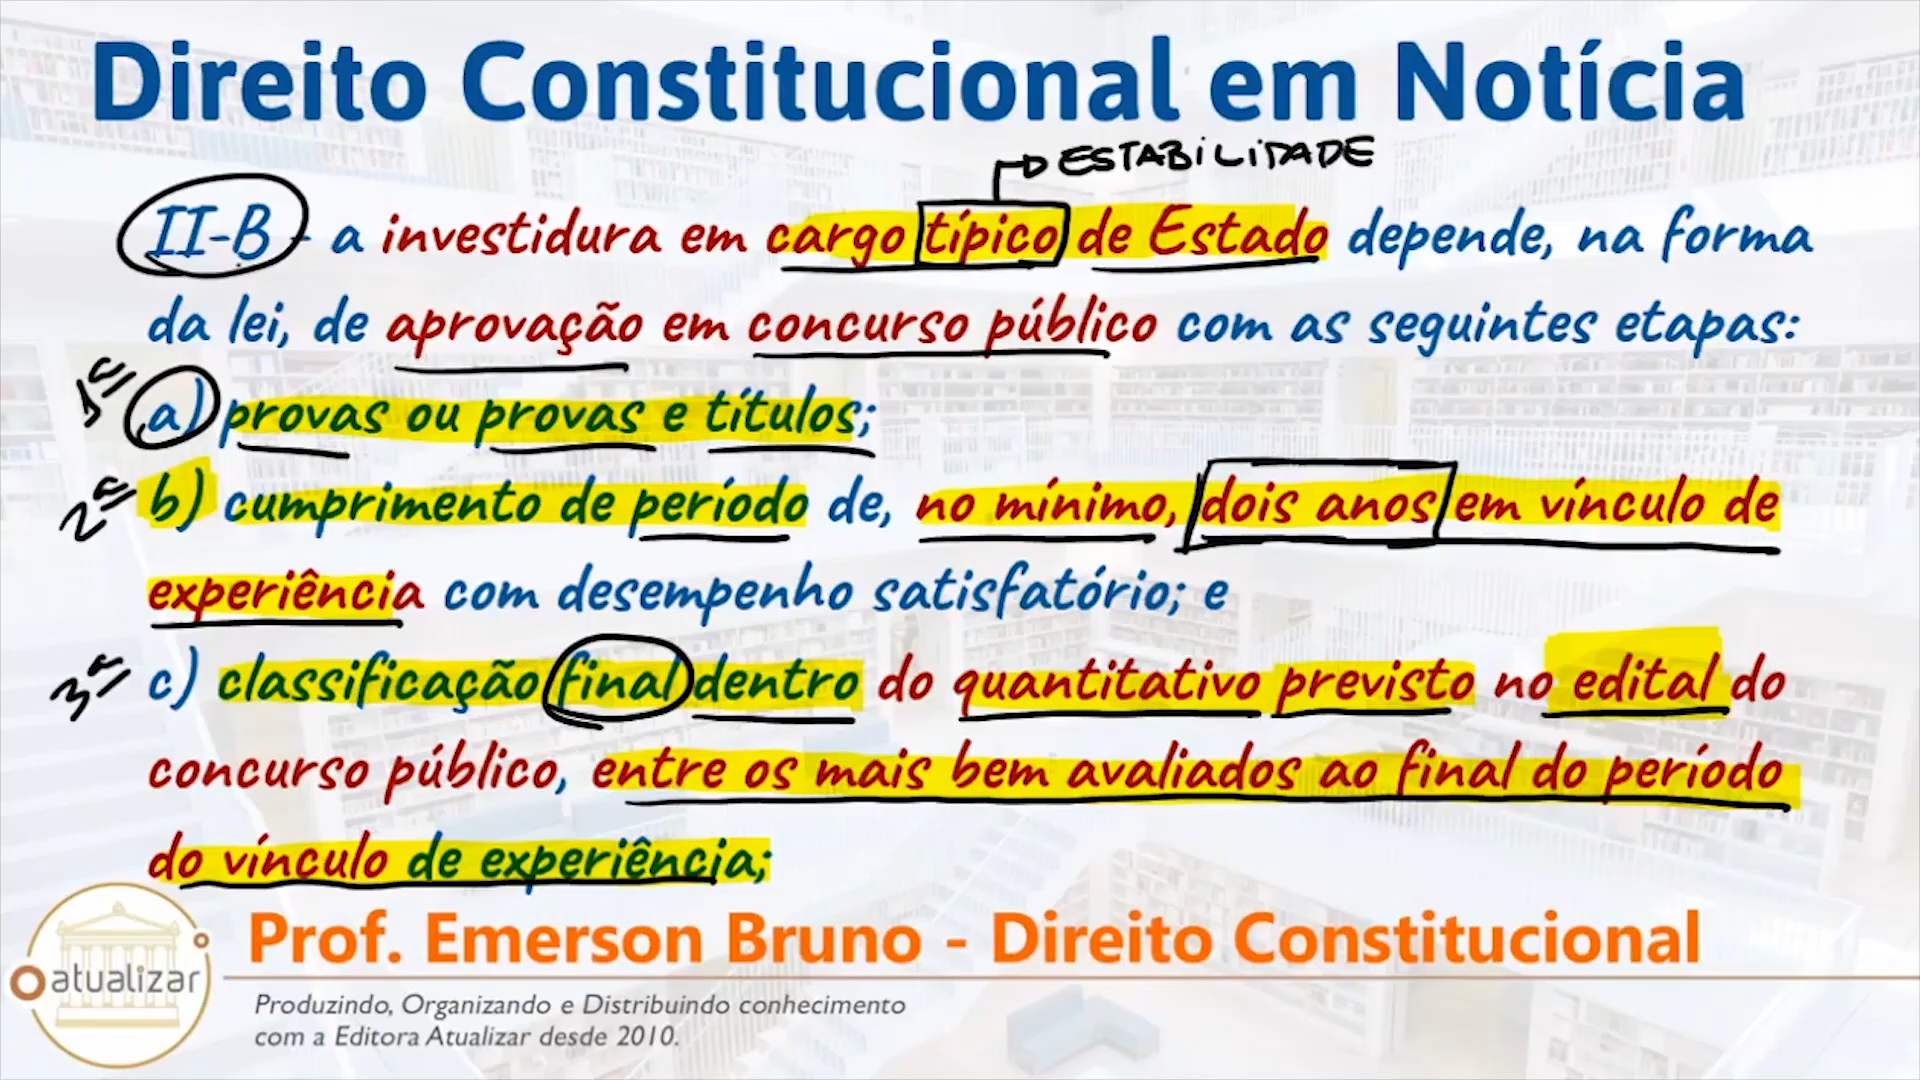 Direito Constitucional em Notícia
ESTABILIDADE
II-B - a investidura em cargo típico de Estado depende, na forma
da lei, de aprovação em concurso público com as seguintes etapas:
1ª a) provas ou provas e títulos;
2ª b) cumprimento de período de, no mínimo, dois anos em vínculo de
experiência com desempenho satisfatório; e
3ª c) classificação final dentro do quantitativo previsto no edital do
concurso público, entre os mais bem avaliados ao final do período
do vínculo de experiência;
Prof. Emerson Bruno - Direito Constitucional
atualizar
Produzindo, Organizando e Distribuindo conhecimento
com a Editora Atualizar desde 2010.